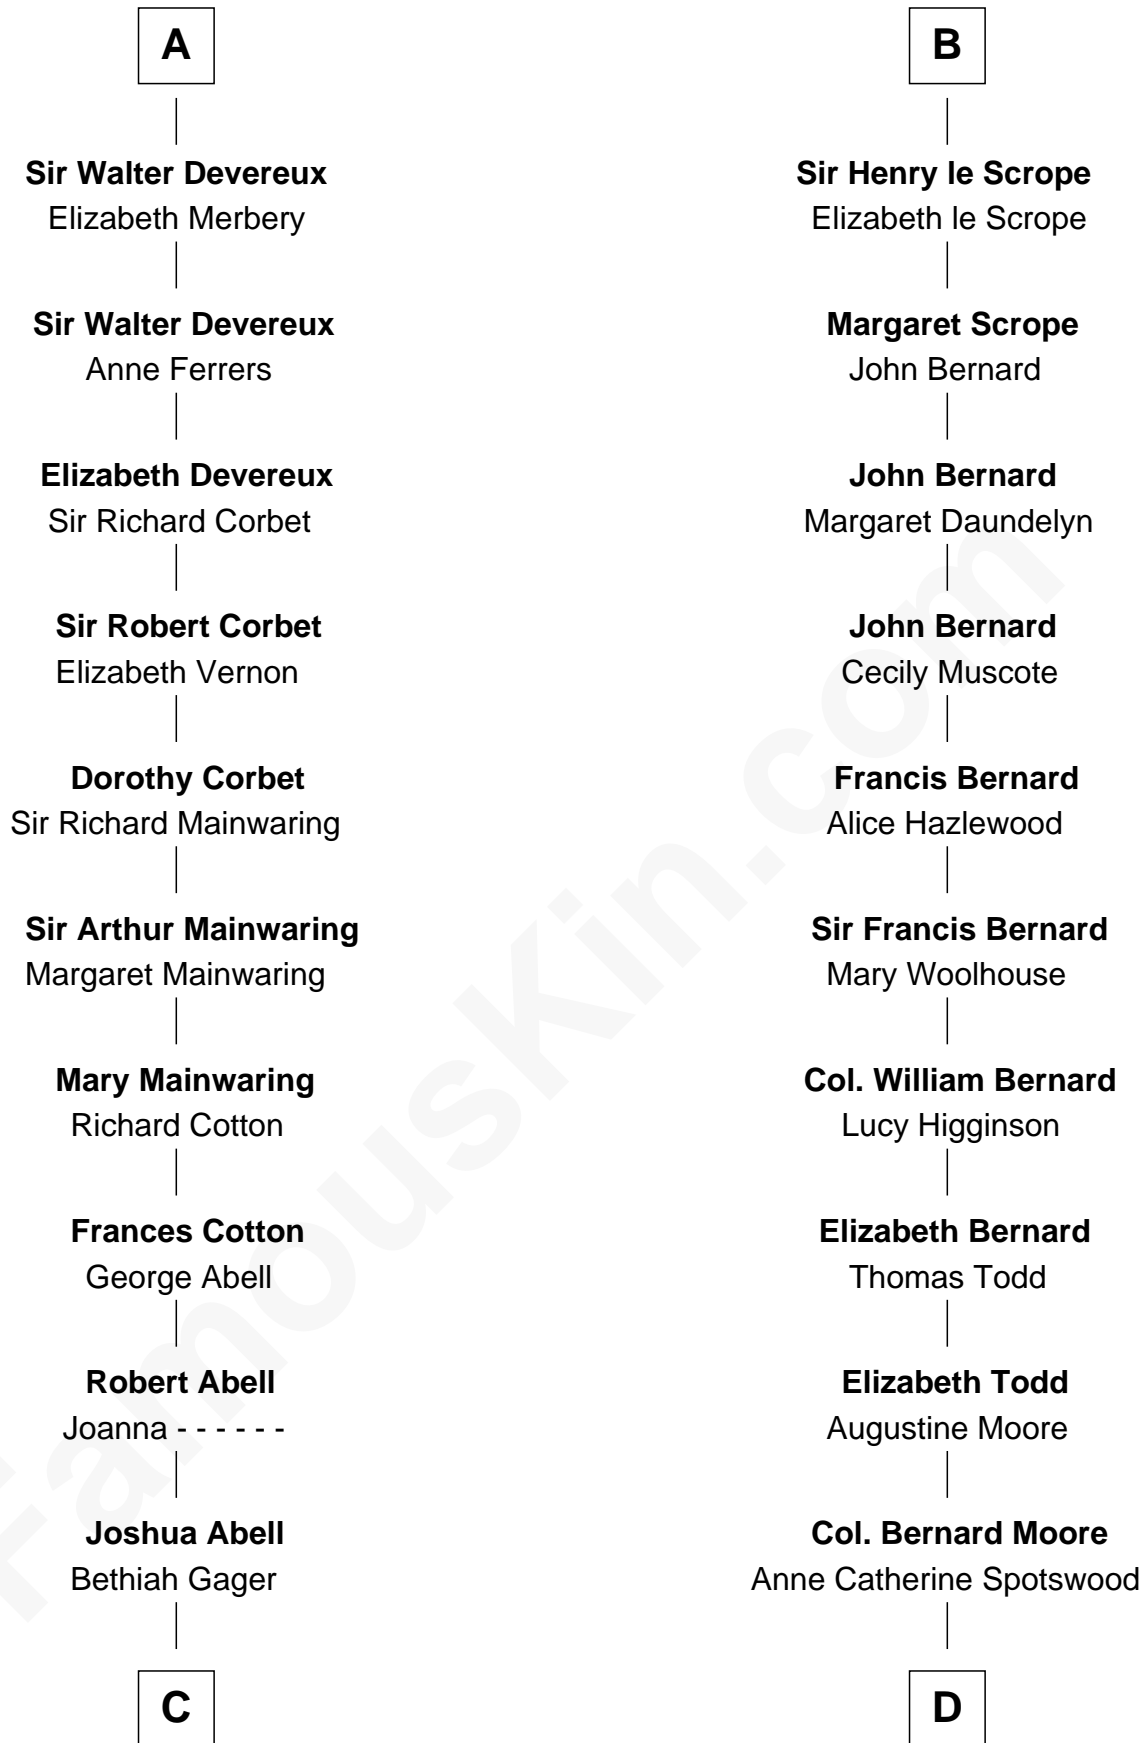 A
Sir Walter Devereux
Elizabeth Merbery
Sir Walter Devereux
Anne Ferrers
Elizabeth Devereux
Sir Richard Corbet
Sir Robert Corbet
Elizabeth Vernon
Dorothy Corbet
Sir Richard Mainwaring
Sir Arthur Mainwaring
Margaret Mainwaring
Mary Mainwaring
Richard Cotton
Frances Cotton
George Abell
Robert Abell
Joanna - - - - - -
Joshua Abell
Bethiah Gager
C
B
Sir Henry le Scrope
Elizabeth le Scrope
Margaret Scrope
John Bernard
John Bernard
Margaret Daundelyn
John Bernard
Cecily Muscote
Francis Bernard
Alice Hazlewood
Sir Francis Bernard
Mary Woolhouse
Col. William Bernard
Lucy Higginson
Elizabeth Bernard
Thomas Todd
Elizabeth Todd
Augustine Moore
Col. Bernard Moore
Anne Catherine Spotswood
D
FamousKin.com